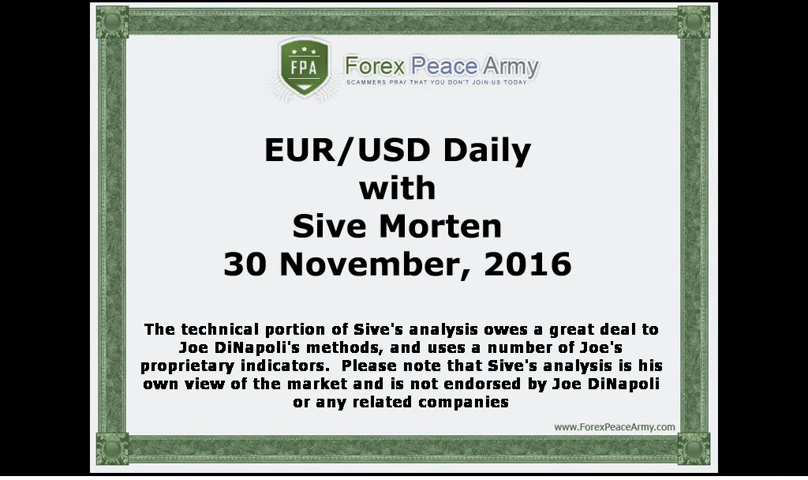 FPA
Forex Peace Army
SCAMMERS PRAY THAT YOU DON'T JOIN US TODAY
EUR/USD Daily
with
Sive Morten
30 November, 2016
The technical portion of Sive's analysis owes a great deal to
Joe DiNapoli's methods, and uses a number of Joe's
proprietary indicators.  Please note that Sive's analysis is his
own view of the market and is not endorsed by Joe DiNapoli
or any related companies
www.ForexPeaceArmy.com